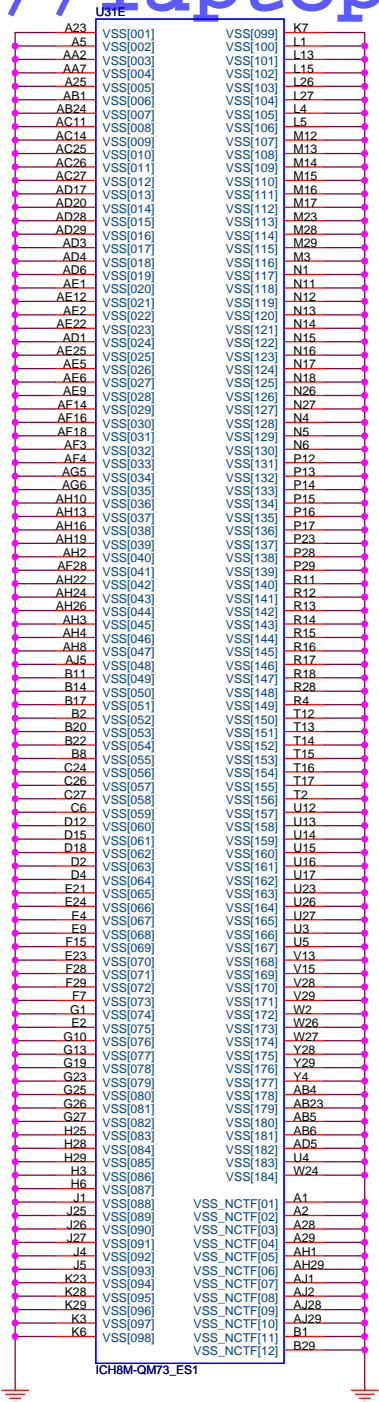 //laptop
U31E
A23 VSS[001]
A5 VSS[002]
AA2 VSS[003]
AA7 VSS[004]
A25 VSS[005]
AB1 VSS[006]
AB24 VSS[007]
AC11 VSS[008]
AC14 VSS[009]
AC25 VSS[010]
AC26 VSS[011]
AC27 VSS[012]
AD17 VSS[013]
AD20 VSS[014]
AD28 VSS[015]
AD29 VSS[016]
AD3 VSS[017]
AD4 VSS[018]
AD6 VSS[019]
AE1 VSS[020]
AE12 VSS[021]
AE2 VSS[022]
AE22 VSS[023]
AD1 VSS[024]
AE25 VSS[025]
AE5 VSS[026]
AE6 VSS[027]
AE9 VSS[028]
AF14 VSS[029]
AF16 VSS[030]
AF18 VSS[031]
AF3 VSS[032]
AF4 VSS[033]
AG5 VSS[034]
AG6 VSS[035]
AH10 VSS[036]
AH13 VSS[037]
AH16 VSS[038]
AH19 VSS[039]
AH2 VSS[040]
AF28 VSS[041]
AH22 VSS[042]
AH24 VSS[043]
AH26 VSS[044]
AH3 VSS[045]
AH4 VSS[046]
AH8 VSS[047]
AJ5 VSS[048]
B11 VSS[049]
B14 VSS[050]
B17 VSS[051]
B2 VSS[052]
B20 VSS[053]
B22 VSS[054]
B8 VSS[055]
C24 VSS[056]
C26 VSS[057]
C27 VSS[058]
C6 VSS[059]
D12 VSS[060]
D15 VSS[061]
D18 VSS[062]
D2 VSS[063]
D4 VSS[064]
E21 VSS[065]
E24 VSS[066]
E4 VSS[067]
E9 VSS[068]
F15 VSS[069]
E23 VSS[070]
F28 VSS[071]
F29 VSS[072]
F7 VSS[073]
G1 VSS[074]
E2 VSS[075]
G10 VSS[076]
G13 VSS[077]
G19 VSS[078]
G23 VSS[079]
G25 VSS[080]
G26 VSS[081]
G27 VSS[082]
H25 VSS[083]
H28 VSS[084]
H29 VSS[085]
H3 VSS[086]
H6 VSS[087]
J1 VSS[088]
J25 VSS[089]
J26 VSS[090]
J27 VSS[091]
J4 VSS[092]
J5 VSS[093]
K23 VSS[094]
K28 VSS[095]
K29 VSS[096]
K3 VSS[097]
K6 VSS[098]
VSS[099] K7
VSS[100] L1
VSS[101] L13
VSS[102] L15
VSS[103] L26
VSS[104] L27
VSS[105] L4
VSS[106] L5
VSS[107] M12
VSS[108] M13
VSS[109] M14
VSS[110] M15
VSS[111] M16
VSS[112] M17
VSS[113] M23
VSS[114] M28
VSS[115] M29
VSS[116] M3
VSS[117] N1
VSS[118] N11
VSS[119] N12
VSS[120] N13
VSS[121] N14
VSS[122] N15
VSS[123] N16
VSS[124] N17
VSS[125] N18
VSS[126] N26
VSS[127] N27
VSS[128] N4
VSS[129] N5
VSS[130] N6
VSS[131] P12
VSS[132] P13
VSS[133] P14
VSS[134] P15
VSS[135] P16
VSS[136] P17
VSS[137] P23
VSS[138] P28
VSS[139] P29
VSS[140] R11
VSS[141] R12
VSS[142] R13
VSS[143] R14
VSS[144] R15
VSS[145] R16
VSS[146] R17
VSS[147] R18
VSS[148] R28
VSS[149] R4
VSS[150] T12
VSS[151] T13
VSS[152] T14
VSS[153] T15
VSS[154] T16
VSS[155] T17
VSS[156] T2
VSS[157] U12
VSS[158] U13
VSS[159] U14
VSS[160] U15
VSS[161] U16
VSS[162] U17
VSS[163] U23
VSS[164] U26
VSS[165] U27
VSS[166] U3
VSS[167] U5
VSS[168] V13
VSS[169] V15
VSS[170] V28
VSS[171] V29
VSS[172] W2
VSS[173] W26
VSS[174] W27
VSS[175] Y28
VSS[176] Y29
VSS[177] Y4
VSS[178] AB4
VSS[179] AB23
VSS[180] AB5
VSS[181] AB6
VSS[182] AD5
VSS[183] U4
VSS[184] W24
VSS_NCTF[01] A1
VSS_NCTF[02] A2
VSS_NCTF[03] A28
VSS_NCTF[04] A29
VSS_NCTF[05] AH1
VSS_NCTF[06] AH29
VSS_NCTF[07] AJ1
VSS_NCTF[08] AJ2
VSS_NCTF[09] AJ28
VSS_NCTF[10] AJ29
VSS_NCTF[11] B1
VSS_NCTF[12] B29
ICH8M-QM73_ES1